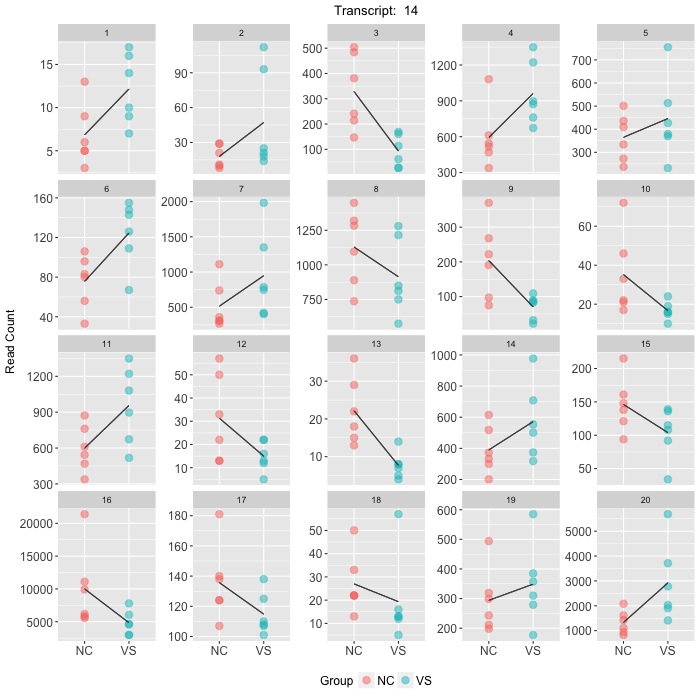 Transcript: 14
1 2 3 4 5
15 10 5
90 60 30
500 400 300 200 100
1200 900 600 300
700 600 500 400 300
6 7 8 9 10
160 120 80 40
2000 1500 1000 500
1250 1000 750
300 200 100
60 40 20
Read Count
11 12 13 14 15
1200 900 600 300
50 40 30 20 10
30 20 10
1000 800 600 400 200
200 150 100 50
16 17 18 19 20
20000 15000 10000 5000
180 160 140 120 100
50 40 30 20 10
600 500 400 300 200
5000 4000 3000 2000 1000
NC VS NC VS NC VS NC VS NC VS
Group NC VS